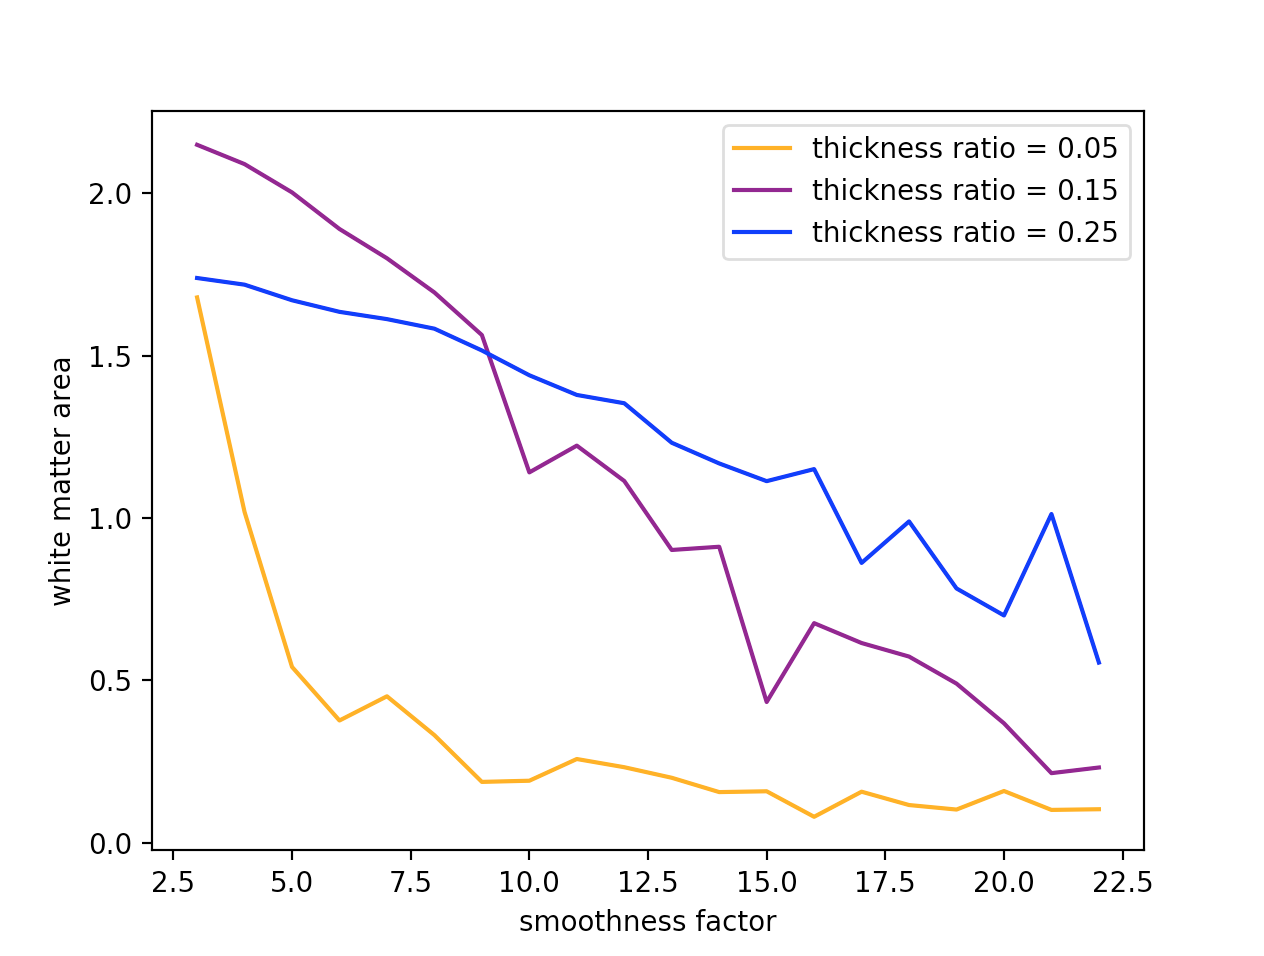 thickness ratio = 0.05
thickness ratio = 0.15
thickness ratio = 0.25
white matter area
2.0
1.5
1.0
0.5
0.0
2.5 5.0 7.5 10.0 12.5 15.0 17.5 20.0 22.5
smoothness factor